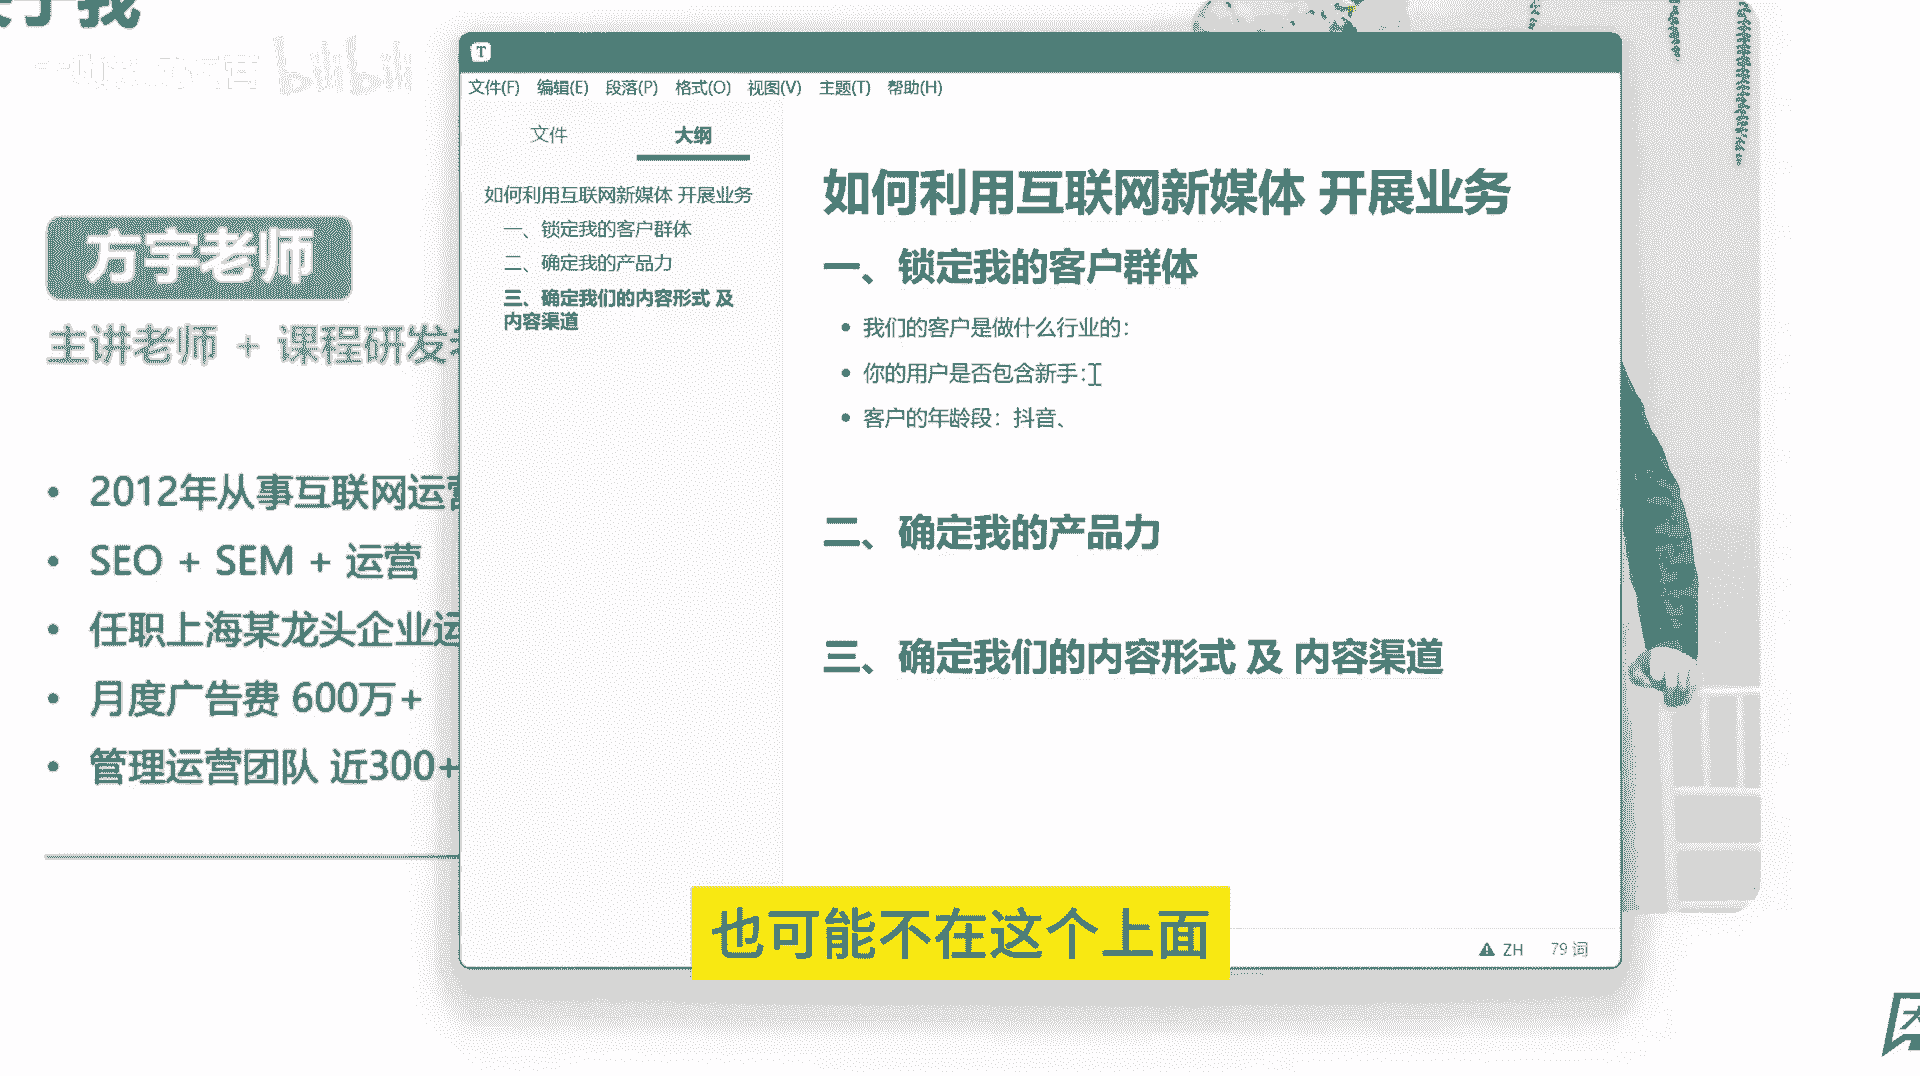 于我
bilibili
方宇老师
主讲老师 + 课程研发
2012年从事互联网运营
SEO + SEM + 运营
任职上海某龙头企业运
月度广告费 600万+
管理运营团队 近300+
T
文件(F) 编辑(E) 段落(P) 格式(O) 视图(V) 主题(T) 帮助(H)
文件 大纲
如何利用互联网新媒体 开展业务
一、锁定我的客户群体
二、确定我的产品力
三、确定我们的内容形式 及
内容渠道
如何利用互联网新媒体 开展业务
一、锁定我的客户群体
我们的客户是做什么行业的：
你的用户是否包含新手：
客户的年龄段：抖音、
二、确定我的产品力
三、确定我们的内容形式 及 内容渠道
ZH 79 词
也可能不在这个上面